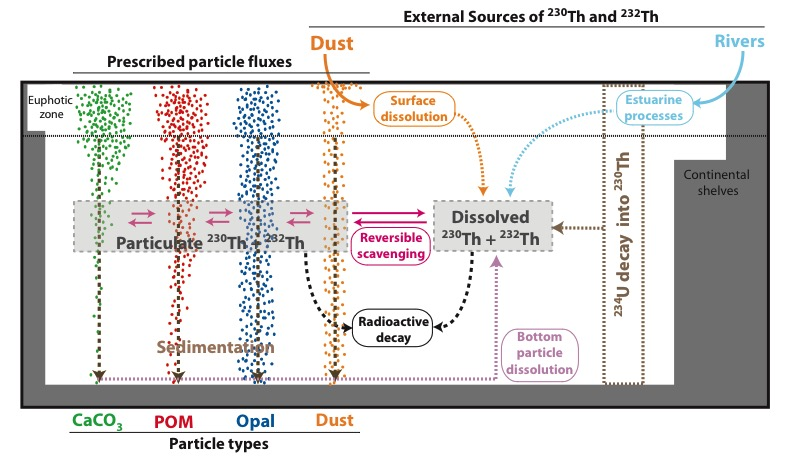 External Sources of ²³⁰Th and ²³²Th
Dust
Rivers
Prescribed particle fluxes
Euphotic
zone
Surface
dissolution
Estuarine
processes
Continental
shelves
²³⁴U decay into ²³⁰Th
Particulate ²³⁰Th + ²³²Th
Reversible
scavenging
Dissolved
²³⁰Th + ²³²Th
Radioactive
decay
Sedimentation
Bottom
particle
dissolution
CaCO₃ POM Opal Dust
Particle types